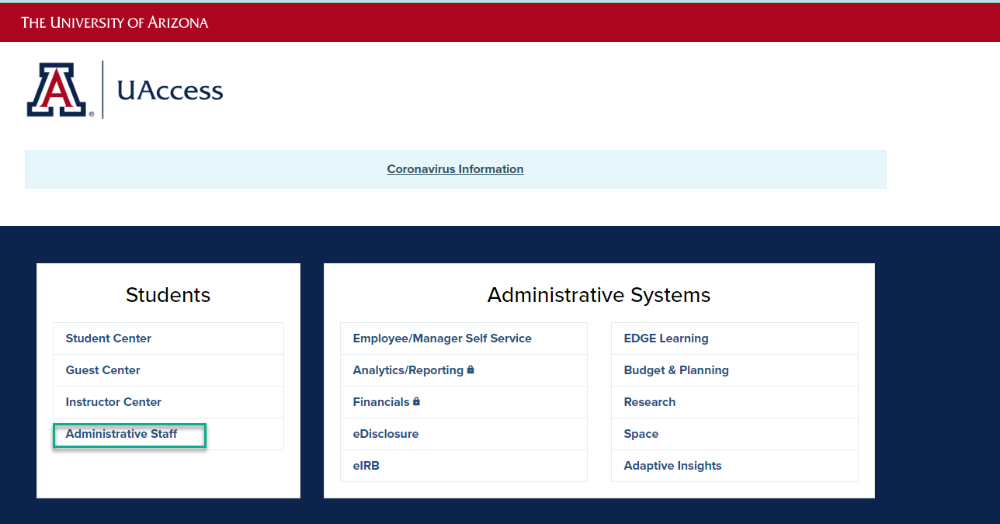 THE UNIVERSITY OF ARIZONA
A ®
UAccess
Coronavirus Information
Students
Student Center
Guest Center
Instructor Center
Administrative Staff
Administrative Systems
Employee/Manager Self Service
Analytics/Reporting
Financials
eDisclosure
eIRB
EDGE Learning
Budget & Planning
Research
Space
Adaptive Insights